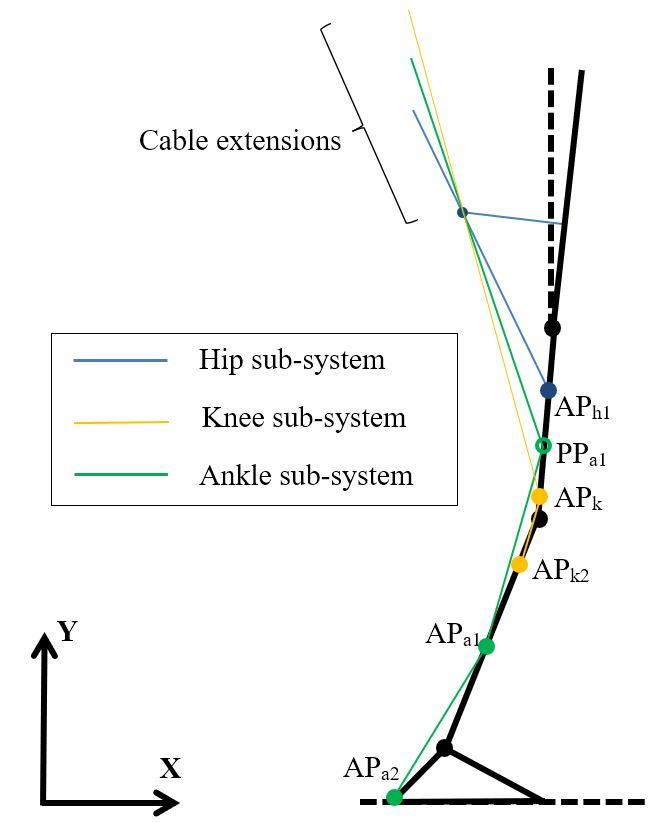 Cable extensions
Hip sub-system
Knee sub-system
Ankle sub-system
APh1
PPa1
APk
APk2
APa1
APa2
Y
X